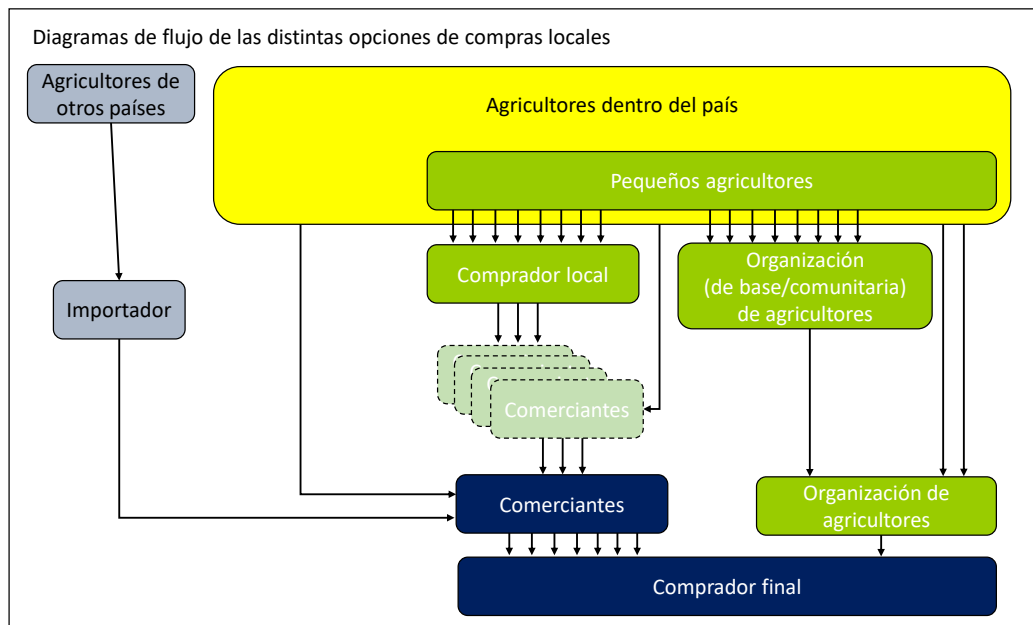 Diagramas de flujo de las distintas opciones de compras locales
Agricultores de
otros países
Agricultores dentro del país
Pequeños agricultores
Comprador local
Organización
(de base/comunitaria)
de agricultores
Importador
Comerciantes
Comerciantes
Organización de
agricultores
Comprador final